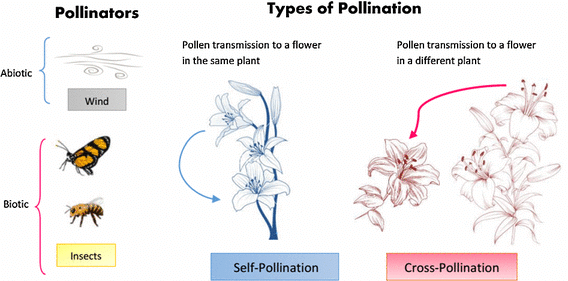 Pollinators
Types of Pollination
Abiotic
Wind
Biotic
Insects
Pollen transmission to a flower
in the same plant
Self-Pollination
Pollen transmission to a flower
in a different plant
Cross-Pollination